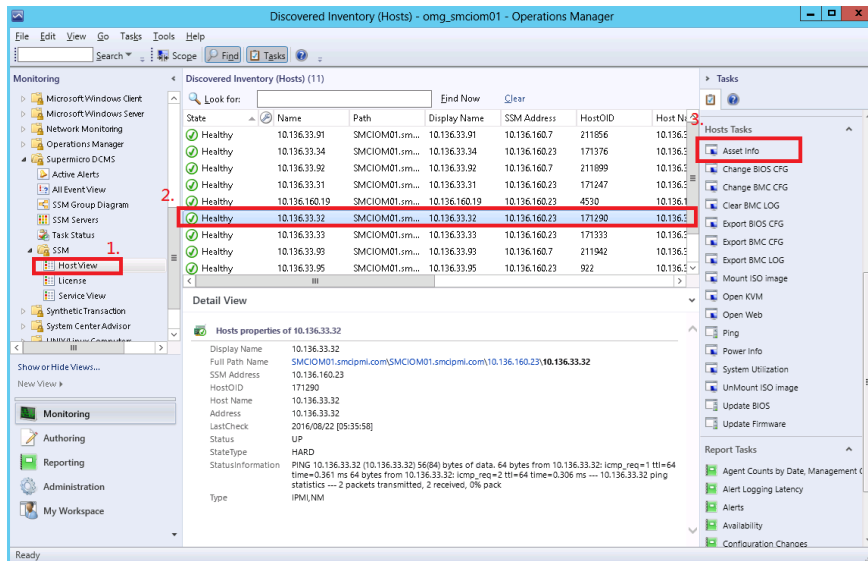 Discovered Inventory (Hosts) - omg_smciom01 - Operations Manager
File Edit View Go Tasks Tools Help
Search Scope Find Tasks
Monitoring
Microsoft Windows Client
Microsoft Windows Server
Network Monitoring
Operations Manager
Supermicro DCMS
Active Alerts
All Event View
SSM Group Diagram
SSM Servers
Task Status
SSM
1.
Host View
License
Service View
Synthetic Transaction
System Center Advisor
UNIX/Linux Computers
Show or Hide Views...
New View
Monitoring
Authoring
Reporting
Administration
My Workspace
Discovered Inventory (Hosts) (11)
Look for: Find Now Clear
State Name Path Display Name SSM Address HostOID Host Na
Healthy 10.136.33.91 SMCIOM01.sm... 10.136.33.91 10.136.160.7 211856 10.136.3
Healthy 10.136.33.34 SMCIOM01.sm... 10.136.33.34 10.136.160.23 171376 10.136.3
Healthy 10.136.33.92 SMCIOM01.sm... 10.136.33.92 10.136.160.7 211899 10.136.3
Healthy 10.136.33.31 SMCIOM01.sm... 10.136.33.31 10.136.160.23 171247 10.136.3
Healthy 10.136.160.19 SMCIOM01.sm... 10.136.160.19 10.136.160.23 4530 10.136.1
2.
Healthy 10.136.33.32 SMCIOM01.sm... 10.136.33.32 10.136.160.23 171290 10.136.3
Healthy 10.136.33.33 SMCIOM01.sm... 10.136.33.33 10.136.160.23 171333 10.136.3
Healthy 10.136.33.93 SMCIOM01.sm... 10.136.33.93 10.136.160.7 211942 10.136.3
Healthy 10.136.33.95 SMCIOM01.sm... 10.136.33.95 10.136.160.23 922 10.136.3
Detail View
Hosts properties of 10.136.33.32
Display Name 10.136.33.32
Full Path Name SMCIOM01.smcipmi.com\SMCIOM01.smcipmi.com\10.136.160.23\10.136.33.32
SSM Address 10.136.160.23
HostOID 171290
Host Name 10.136.33.32
Address 10.136.33.32
LastCheck 2016/08/22 [05:35:58]
Status UP
StateType HARD
StatusInformation PING 10.136.33.32 (10.136.33.32) 56(84) bytes of data. 64 bytes from 10.136.33.32: icmp_req=1 ttl=64
time=0.361 ms 64 bytes from 10.136.33.32: icmp_req=2 ttl=64 time=0.306 ms --- 10.136.33.32 ping
statistics --- 2 packets transmitted, 2 received, 0% pack
Type IPMI,NM
Tasks
3.
Hosts Tasks
Asset Info
Change BIOS CFG
Change BMC CFG
Clear BMC LOG
Export BIOS CFG
Export BMC CFG
Export BMC LOG
Mount ISO image
Open KVM
Open Web
Ping
Power Info
System Utilization
UnMount ISO image
Update BIOS
Update Firmware
Report Tasks
Agent Counts by Date, Management
Alert Logging Latency
Alerts
Availability
Configuration Changes
Ready